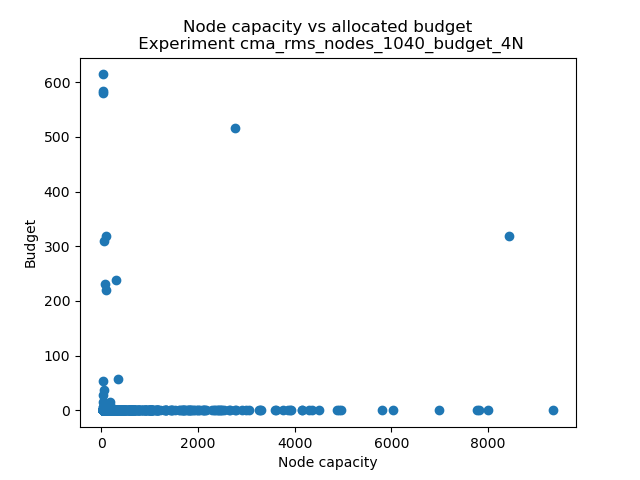 Node capacity vs allocated budget
Experiment cma_rms_nodes_1040_budget_4N
600
500
400
300
200
100
0
Budget
0 2000 4000 6000 8000
Node capacity